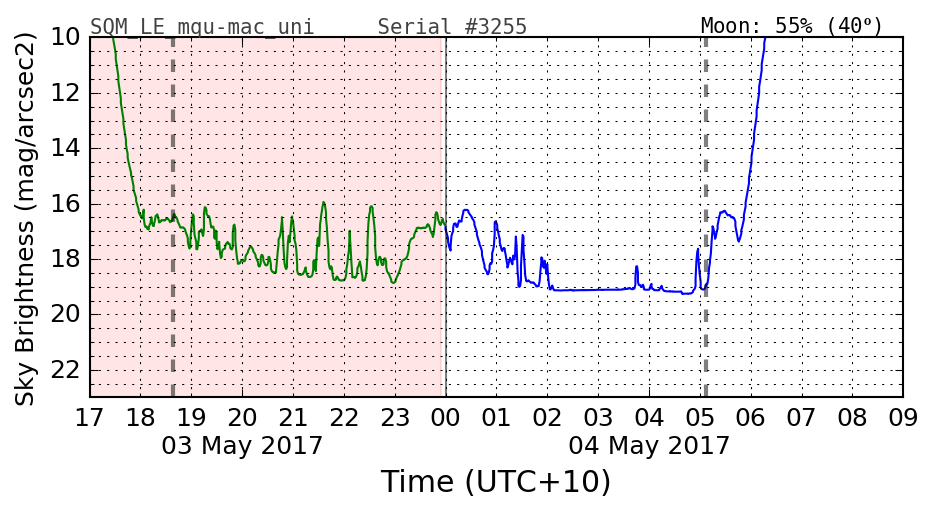 SQM_LE_mqu-mac_uni Serial #3255 Moon: 55% (40º)
10
12
14
16
18
20
22
Sky Brightness (mag/arcsec2)
17 18 19 20 21 22 23 00 01 02 03 04 05 06 07 08 09
03 May 2017 04 May 2017
Time (UTC+10)